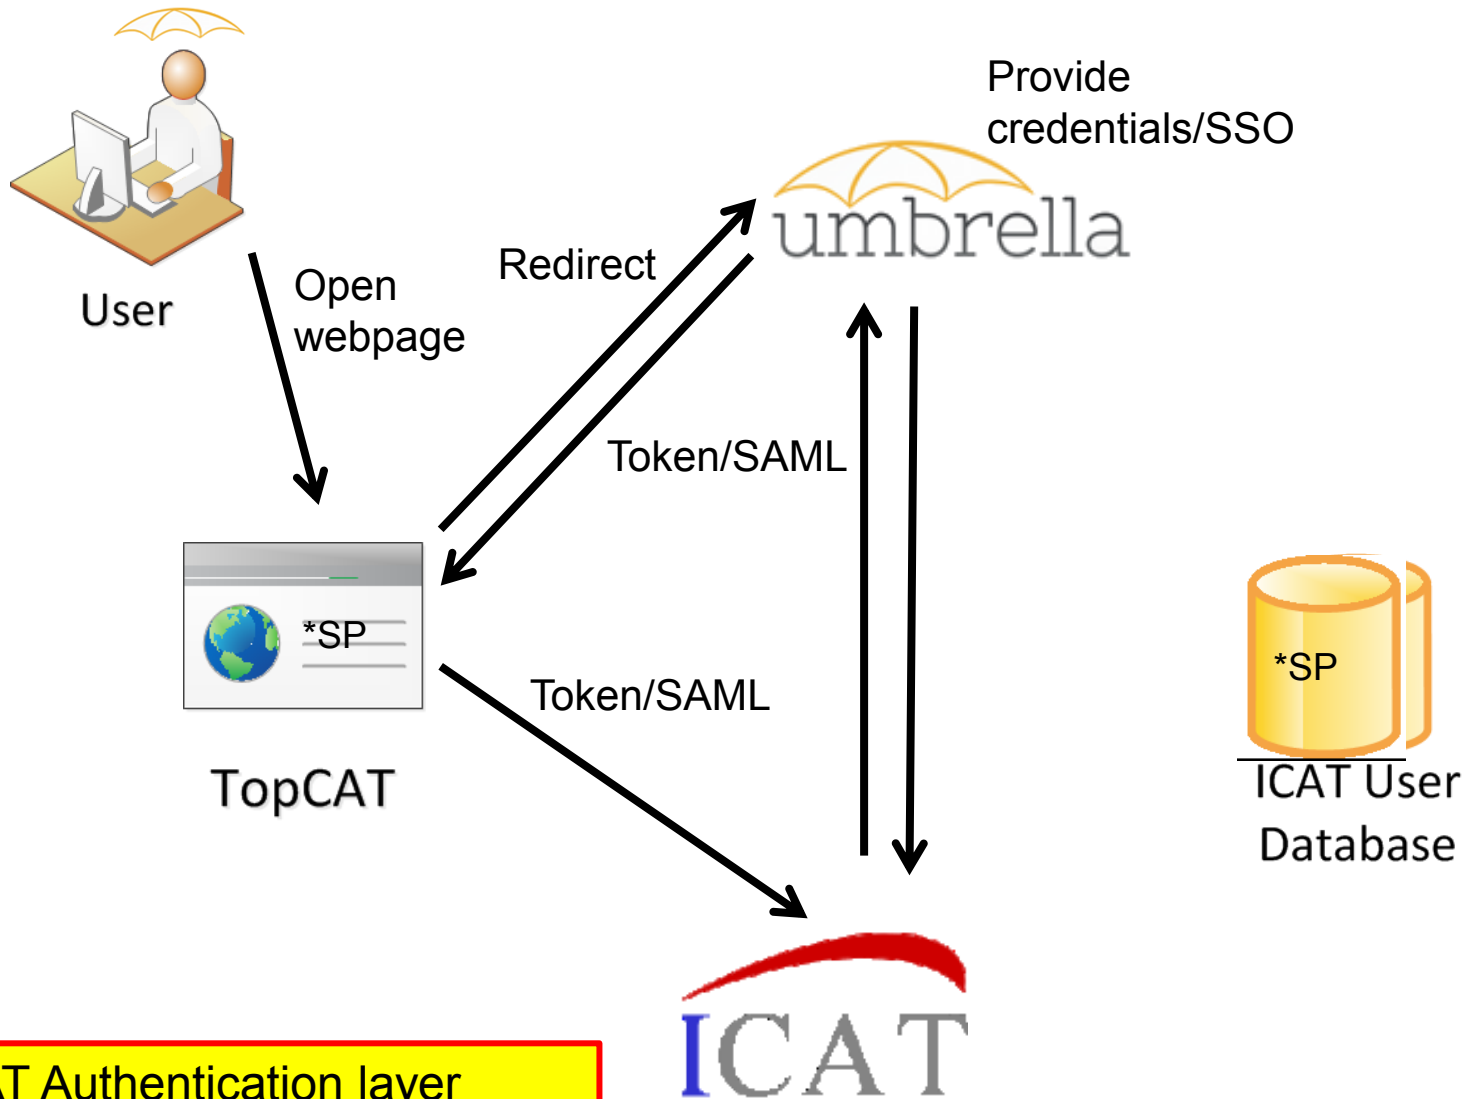 Provide
credentials/SSO
umbrella
Redirect
Open
webpage
User
Token/SAML
*SP
*SP
Token/SAML
TopCAT
ICAT User
Database
ICAT
Authentication layer